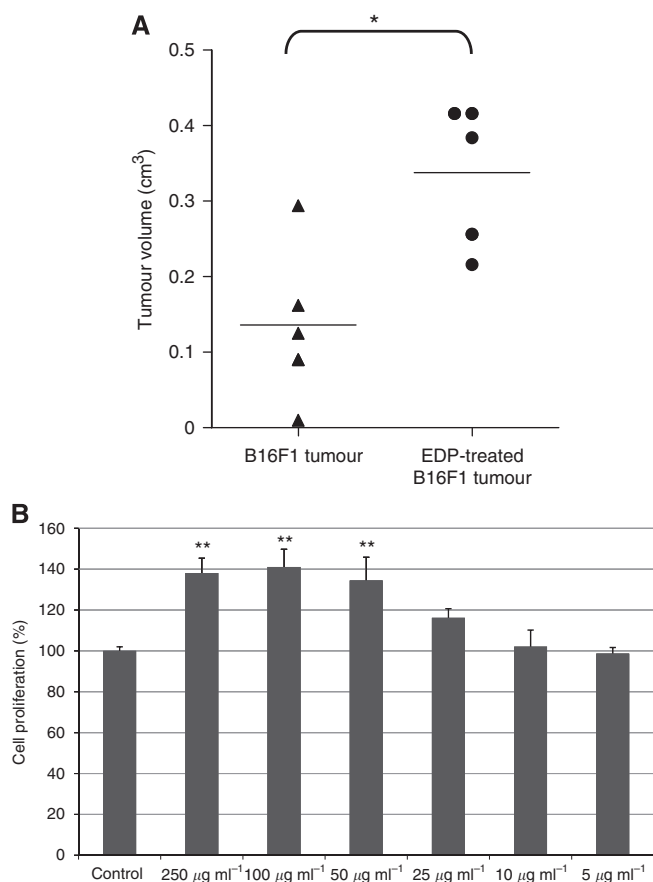 A
*
0.5
0.4
0.3
0.2
0.1
0
Tumour volume (cm³)
B16F1 tumour
EDP-treated
B16F1 tumour
B
160
140
120
100
80
60
40
20
0
Cell proliferation (%)
** ** **
Control 250 μg ml⁻¹ 100 μg ml⁻¹ 50 μg ml⁻¹ 25 μg ml⁻¹ 10 μg ml⁻¹ 5 μg ml⁻¹